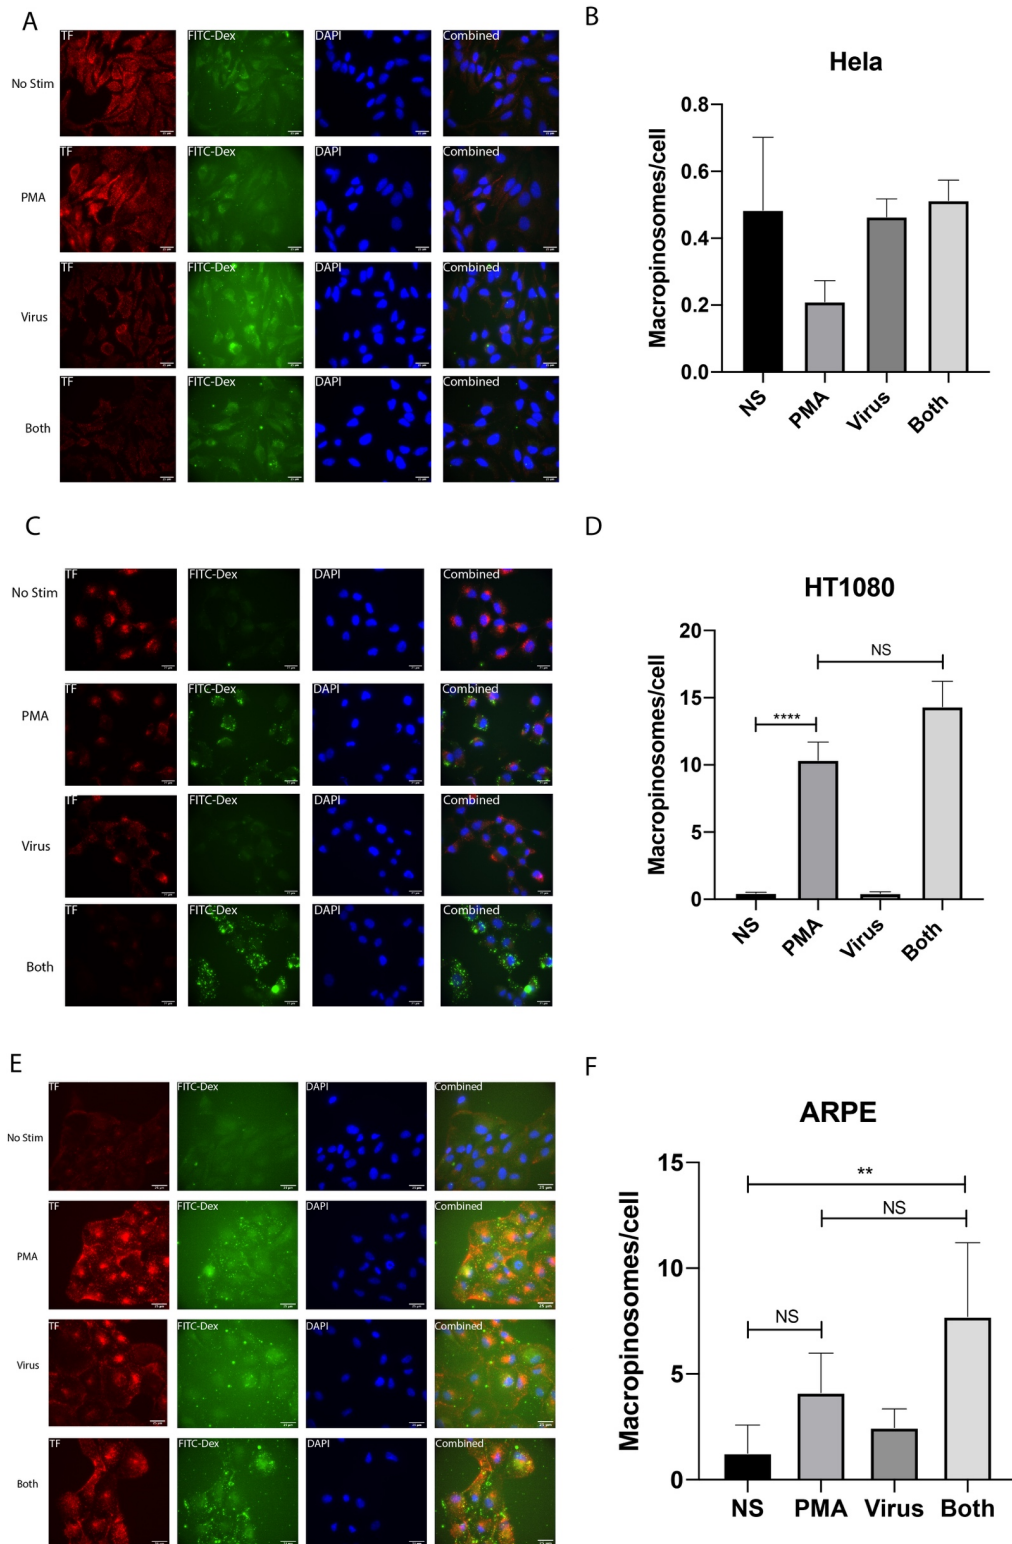 A
TF FITC-Dex DAPI Combined
No Stim
TF FITC-Dex DAPI Combined
PMA
TF FITC-Dex DAPI Combined
Virus
TF FITC-Dex DAPI Combined
Both
B
Hela
Macropinosomes/cell
0.8
0.6
0.4
0.2
0.0
NS PMA Virus Both
C
TF FITC-Dex DAPI Combined
No Stim
TF FITC-Dex DAPI Combined
PMA
TF FITC-Dex DAPI Combined
Virus
TF FITC-Dex DAPI Combined
Both
D
HT1080
Macropinosomes/cell
20
15
10
5
0
NS
****
NS PMA Virus Both
E
TF FITC-Dex DAPI Combined
No Stim
TF FITC-Dex DAPI Combined
PMA
TF FITC-Dex DAPI Combined
Virus
TF FITC-Dex DAPI Combined
Both
F
ARPE
Macropinosomes/cell
15
10
5
0
**
NS
NS
NS PMA Virus Both